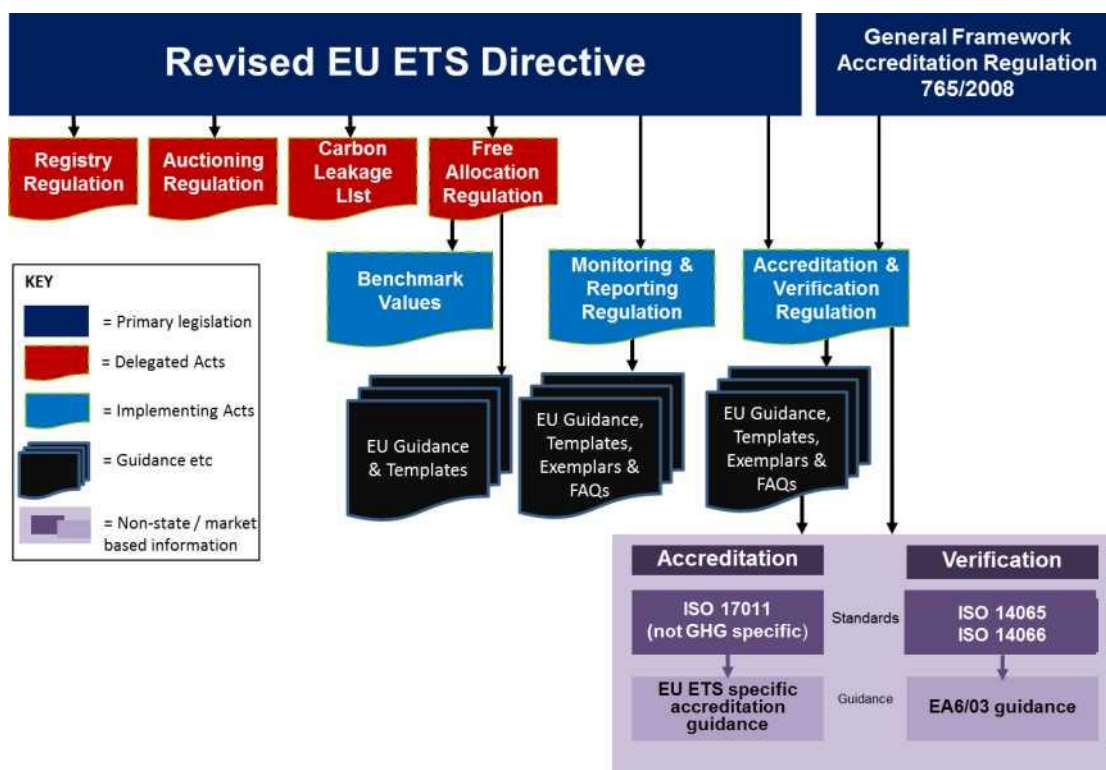 Revised EU ETS Directive
General Framework
Accreditation Regulation
765/2008
Registry
Regulation
Auctioning
Regulation
Carbon
Leakage
LIst
Free
Allocation
Regulation
Benchmark
Values
Monitoring &
Reporting
Regulation
Accreditation &
Verification
Regulation
KEY
= Primary legislation
= Delegated Acts
= Implementing Acts
= Guidance etc
= Non-state / market
based information
EU Guidance
& Templates
EU Guidance,
Templates,
Exemplars &
FAQs
EU Guidance,
Templates,
Exemplars &
FAQs
Accreditation
Verification
ISO 17011
(not GHG specific)
Standards
ISO 14065
ISO 14066
EU ETS specific
accreditation
guidance
Guidance
EA6/03 guidance